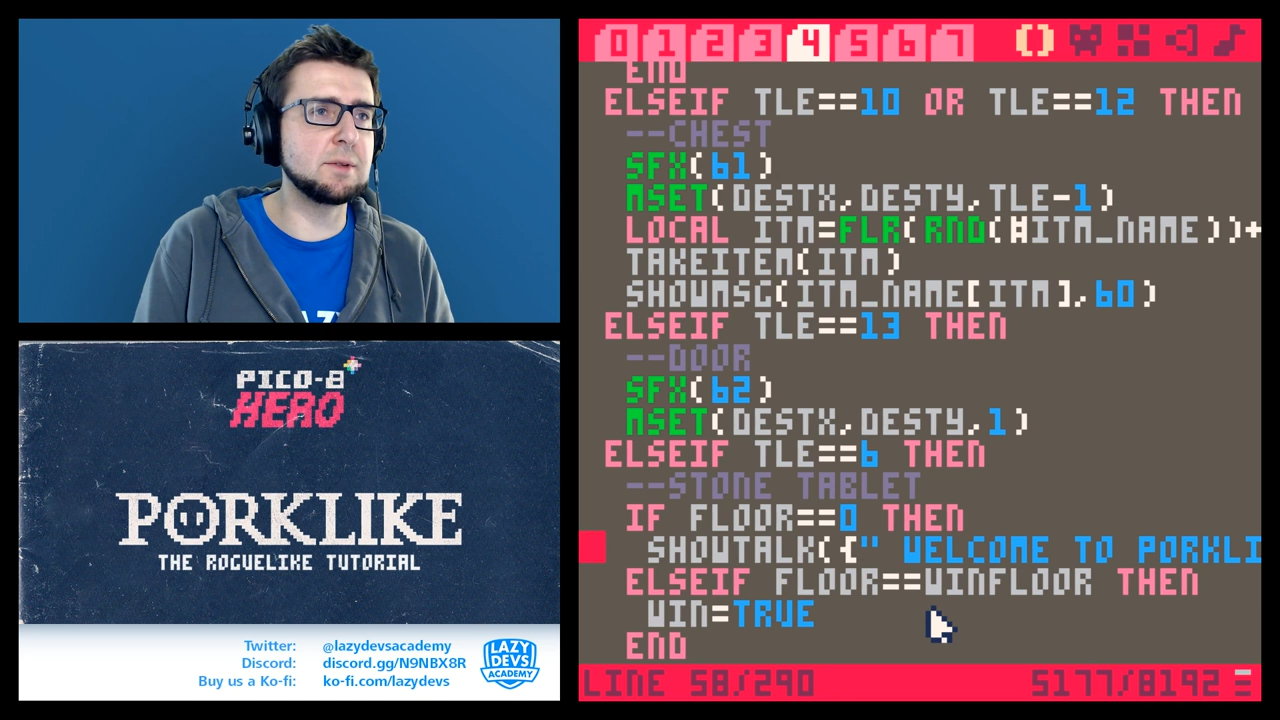 0 1 2 3 4 5 6 7 ()
END
ELSEIF TLE==10 OR TLE==12 THEN
--CHEST
SFX(61)
MSET(DESTX,DESTY,TLE-1)
LOCAL ITM=FLR(RND(#ITM_NAME))+
TAKEITEM(ITM)
SHOWMSG(ITM_NAME[ITM],60)
ELSEIF TLE==13 THEN
--DOOR
SFX(62)
MSET(DESTX,DESTY,1)
ELSEIF TLE==6 THEN
--STONE TABLET
IF FLOOR==0 THEN
SHOWTALK({" WELCOME TO PORKLI
ELSEIF FLOOR==WINFLOOR THEN
WIN=TRUE
END
LINE 58/290 5177/8192
PICO-8
HERO
PORKLIKE
THE ROGUELIKE TUTORIAL
Twitter: @lazydevsacademy
Discord: discord.gg/N9NBX8R
Buy us a Ko-fi: ko-fi.com/lazydevs
LAZY
DEVS
ACADEMY